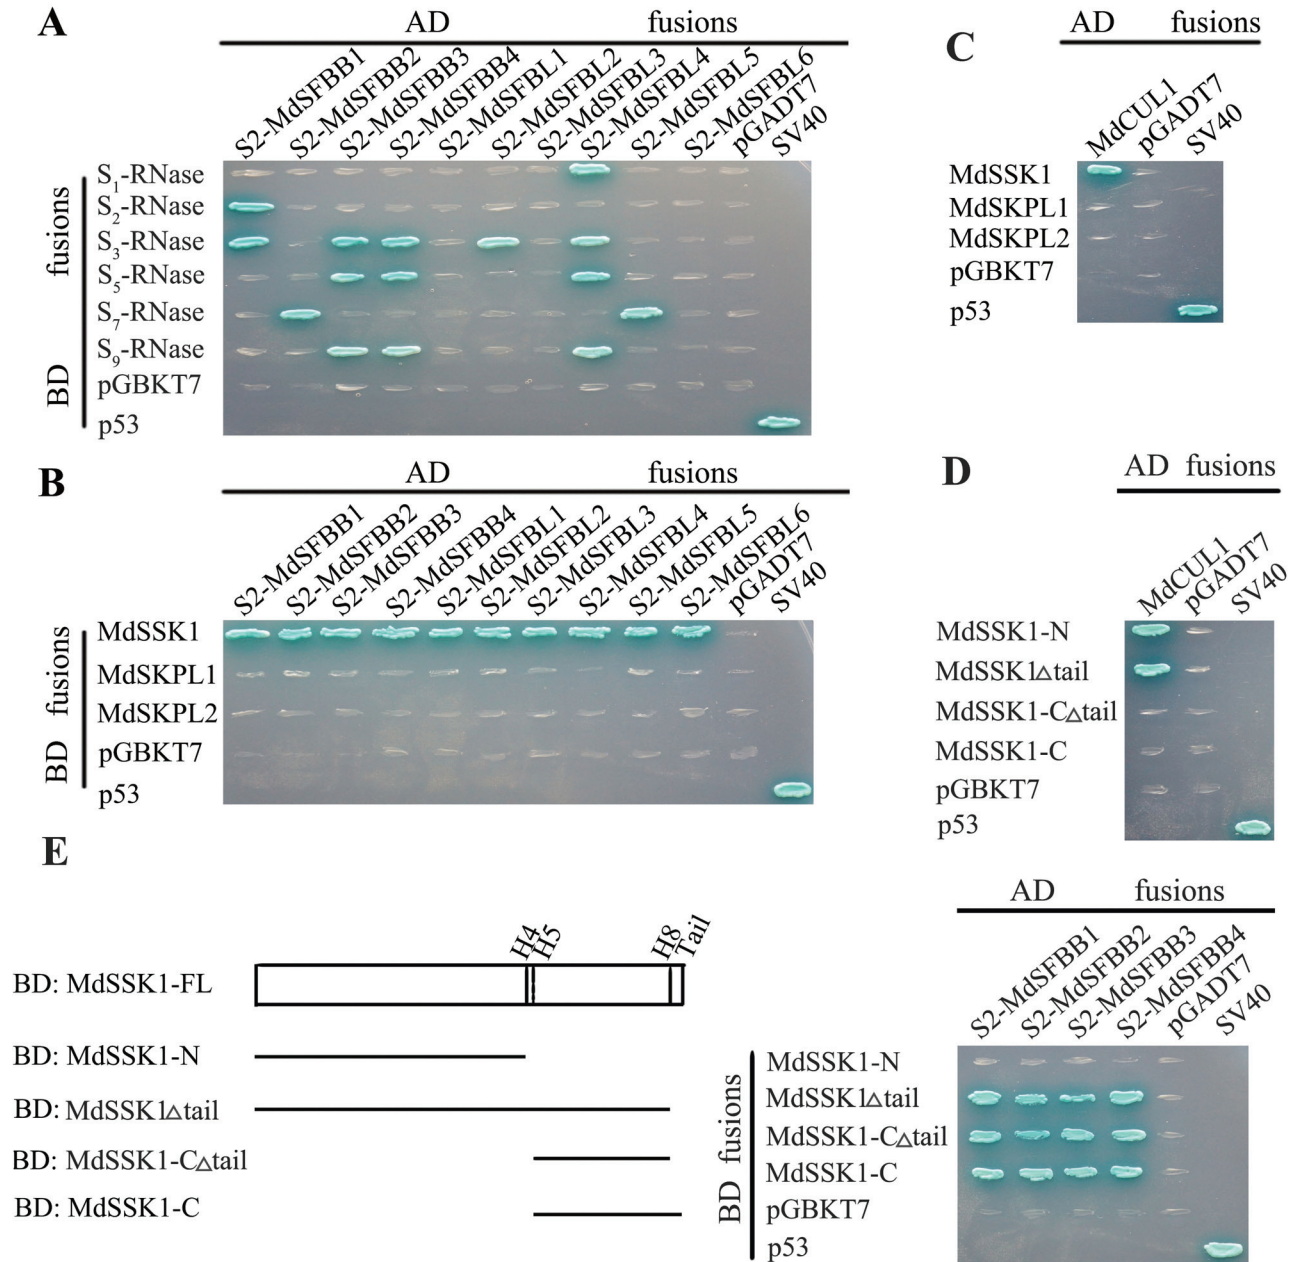 A
AD fusions
S2-MdSFBB1
S2-MdSFBB2
S2-MdSFBB3
S2-MdSFBB4
S2-MdSFBL1
S2-MdSFBL2
S2-MdSFBL3
S2-MdSFBL4
S2-MdSFBL5
S2-MdSFBL6
pGADT7
SV40
BD fusions
S1-RNase
S2-RNase
S3-RNase
S5-RNase
S7-RNase
S9-RNase
pGBKT7
p53
C
AD fusions
MdCUL1
pGADT7
SV40
MdSSK1
MdSKPL1
MdSKPL2
pGBKT7
p53
B
AD fusions
S2-MdSFBB1
S2-MdSFBB2
S2-MdSFBB3
S2-MdSFBB4
S2-MdSFBL1
S2-MdSFBL2
S2-MdSFBL3
S2-MdSFBL4
S2-MdSFBL5
S2-MdSFBL6
pGADT7
SV40
BD fusions
MdSSK1
MdSKPL1
MdSKPL2
pGBKT7
p53
D
AD fusions
MdCUL1
pGADT7
SV40
MdSSK1-N
MdSSK1△tail
MdSSK1-C△tail
MdSSK1-C
pGBKT7
p53
E
H4
H5
H8
Tail
BD: MdSSK1-FL
BD: MdSSK1-N
BD: MdSSK1△tail
BD: MdSSK1-C△tail
BD: MdSSK1-C
AD fusions
S2-MdSFBB1
S2-MdSFBB2
S2-MdSFBB3
S2-MdSFBB4
pGADT7
SV40
BD fusions
MdSSK1-N
MdSSK1△tail
MdSSK1-C△tail
MdSSK1-C
pGBKT7
p53